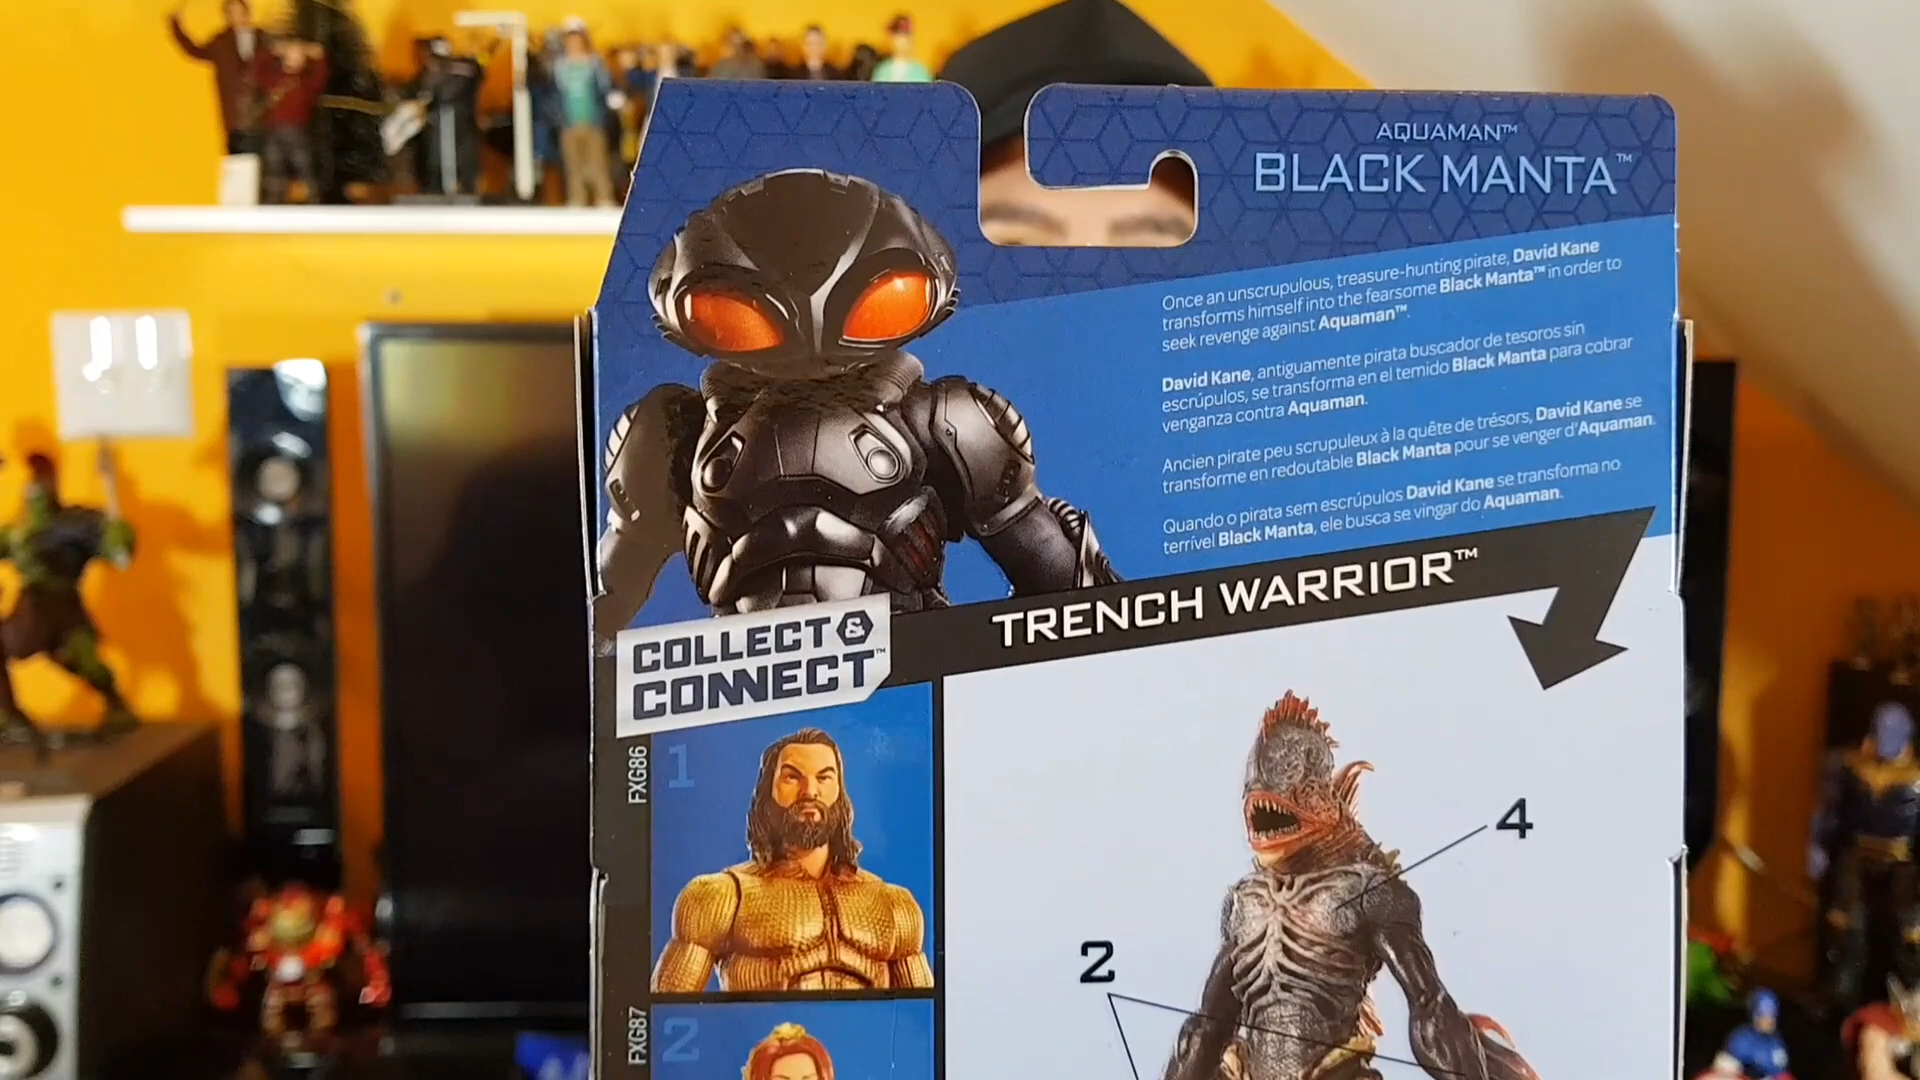 AQUAMAN™
BLACK MANTA™
Once an unscrupulous, treasure-hunting pirate, David Kane
transforms himself into the fearsome Black Manta™ in order to
seek revenge against Aquaman™.
David Kane, antiguamente pirata buscador de tesoros sin
escrúpulos, se transforma en el temido Black Manta para cobrar
venganza contra Aquaman.
Ancien pirate peu scrupuleux à la quête de trésors, David Kane se
transforme en redoutable Black Manta pour se venger d'Aquaman.
Quando o pirata sem escrúpulos David Kane se transforma no
terrível Black Manta, ele busca se vingar do Aquaman.
TRENCH WARRIOR™
COLLECT &
CONNECT™
FXG86
1
4
2
FXG87
2